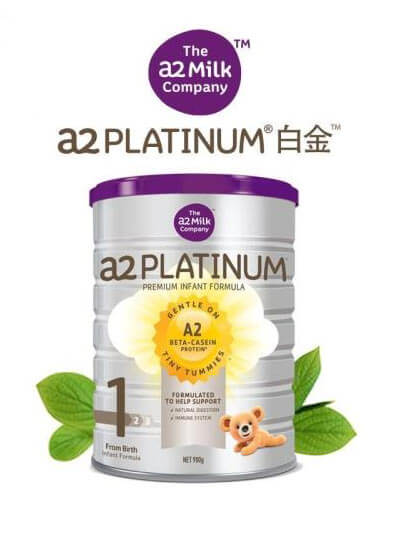 The
a2 Milk
Company
TM
a2 PLATINUM® 白金™
The
a2 Milk
Company
a2 PLATINUM
PREMIUM INFANT FORMULA
GENTLE ON
A2
BETA-CASEIN
PROTEIN*
TINY TUMMIES
FORMULATED
TO HELP SUPPORT
✓ NATURAL DIGESTION
✓ IMMUNE SYSTEM
1 2 3
From Birth
Infant Formula
NET 900g